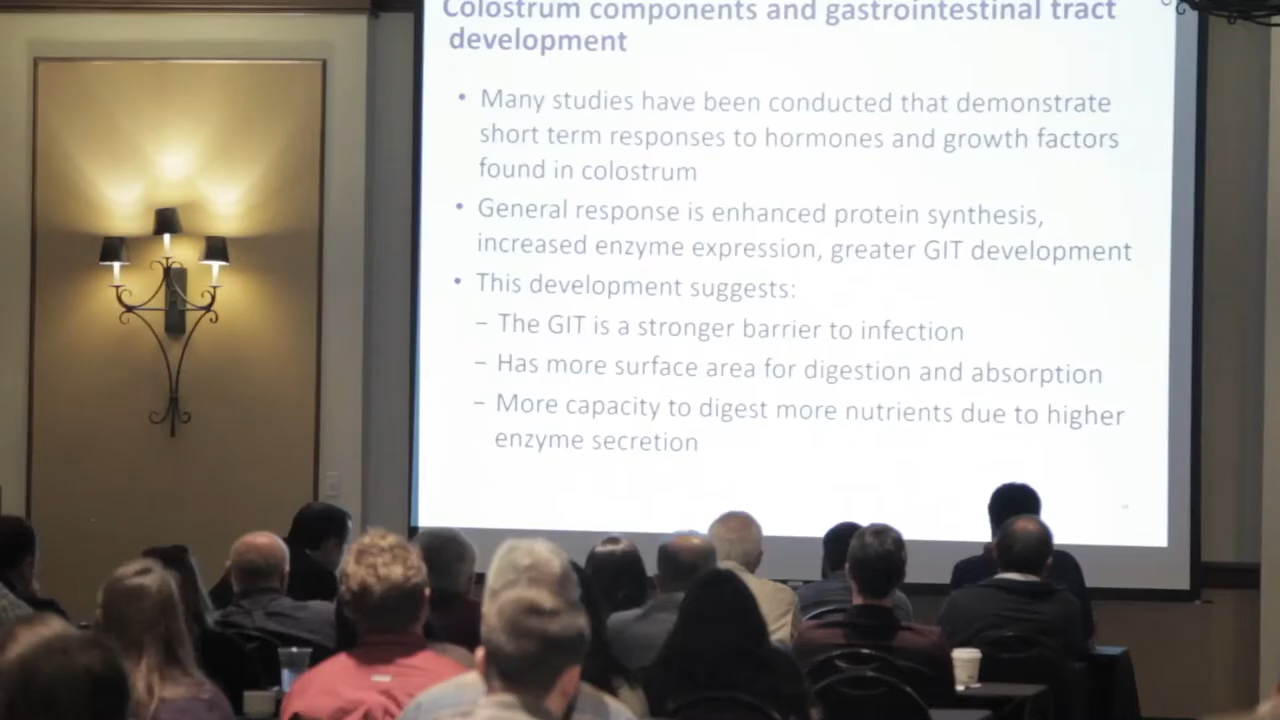 Colostrum components and gastrointestinal tract
development
• Many studies have been conducted that demonstrate
short term responses to hormones and growth factors
found in colostrum
• General response is enhanced protein synthesis,
increased enzyme expression, greater GIT development
• This development suggests:
– The GIT is a stronger barrier to infection
– Has more surface area for digestion and absorption
– More capacity to digest more nutrients due to higher
enzyme secretion